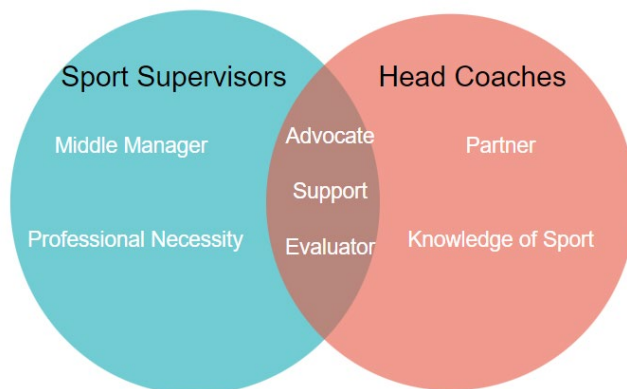 Sport Supervisors
Head Coaches
Middle Manager
Advocate
Partner
Support
Professional Necessity
Evaluator
Knowledge of Sport